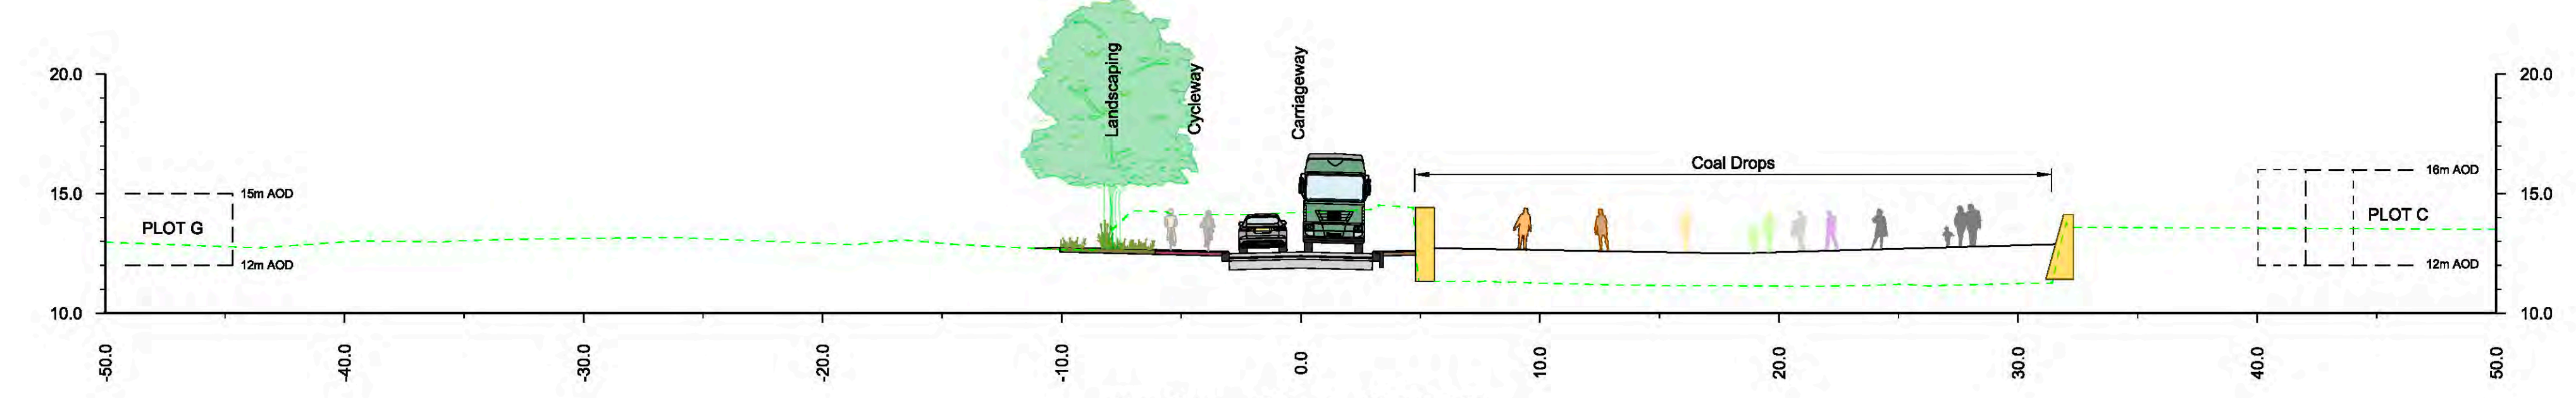 Landscaping
Cycleway
Carriageway
20.0
20.0
Coal Drops
15.0
15m AOD
16m AOD
15.0
PLOT G
PLOT C
12m AOD
12m AOD
10.0
10.0
-50.0
-40.0
-30.0
-20.0
-10.0
0.0
10.0
20.0
30.0
40.0
50.0